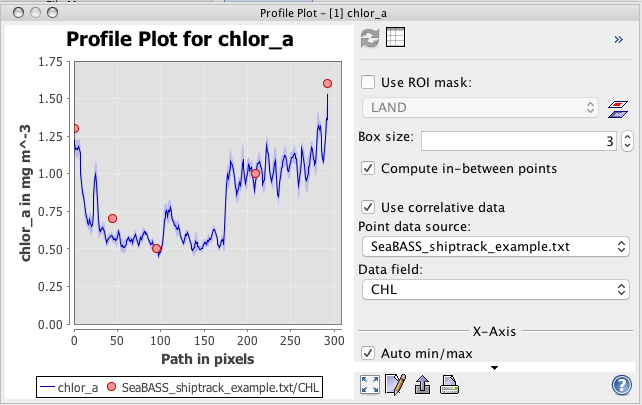 Profile Plot – [1] chlor_a
Profile Plot for chlor_a
1.75
1.50
1.25
1.00
0.75
0.50
0.25
0.00
chlor_a in mg m^-3
0 50 100 150 200 250 300
Path in pixels
chlor_a SeaBASS_shiptrack_example.txt/CHL
»
Use ROI mask:
LAND
Box size: 3
Compute in-between points
Use correlative data
Point data source:
SeaBASS_shiptrack_example.txt
Data field:
CHL
X-Axis
Auto min/max
?